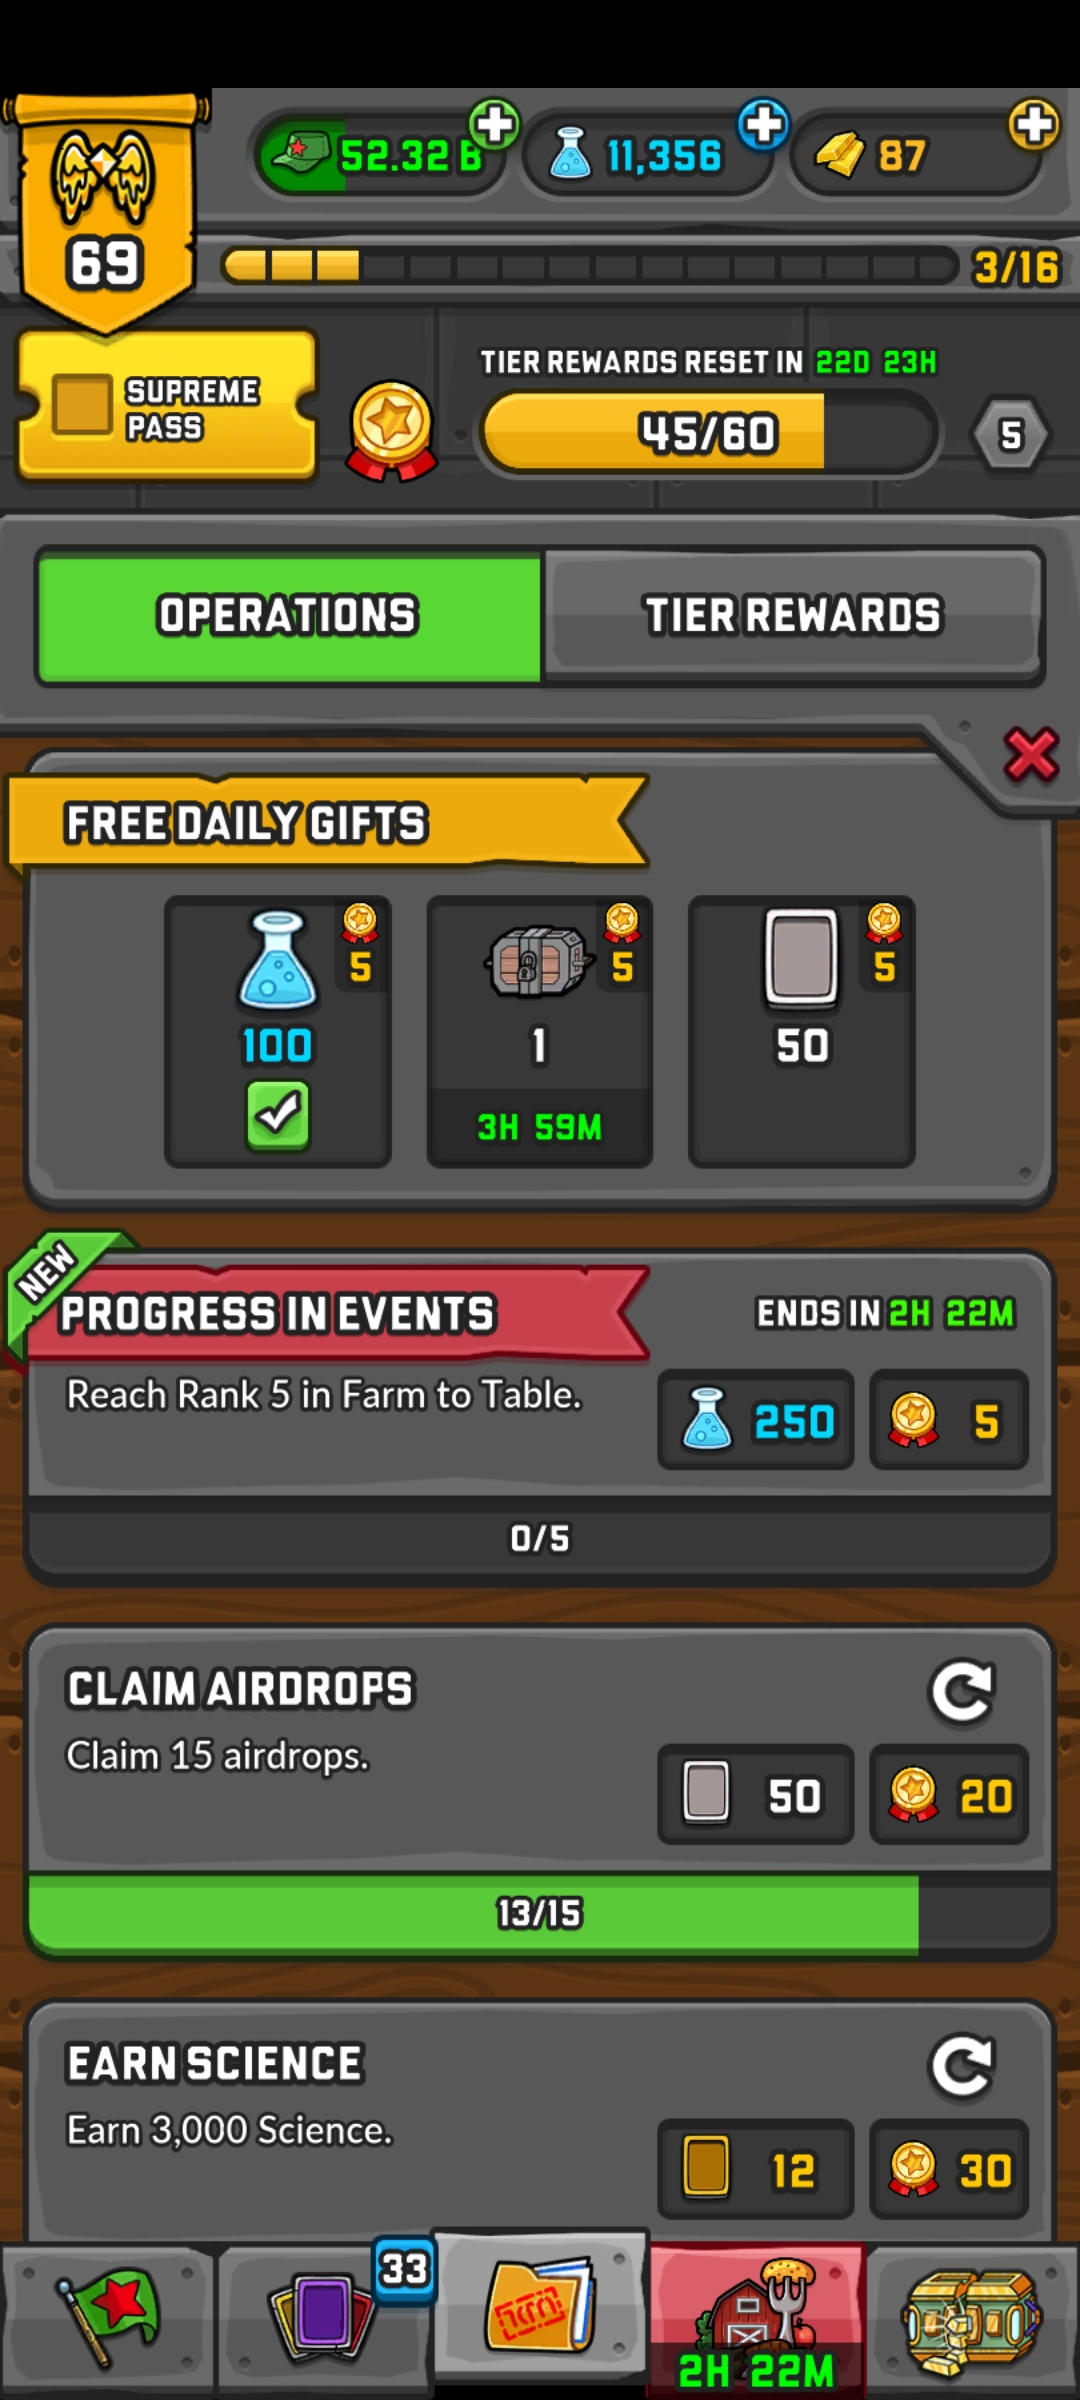 52.32 B
11,356
87
69
3/16
SUPREME
PASS
TIER REWARDS RESET IN 22D 23H
45/60
5
OPERATIONS
TIER REWARDS
FREE DAILY GIFTS
5
5
5
100
1
50
3H 59M
NEW
PROGRESS IN EVENTS
ENDS IN 2H 22M
Reach Rank 5 in Farm to Table.
250
5
0/5
CLAIM AIRDROPS
Claim 15 airdrops.
50
20
13/15
EARN SCIENCE
Earn 3,000 Science.
12
30
33
2H 22M